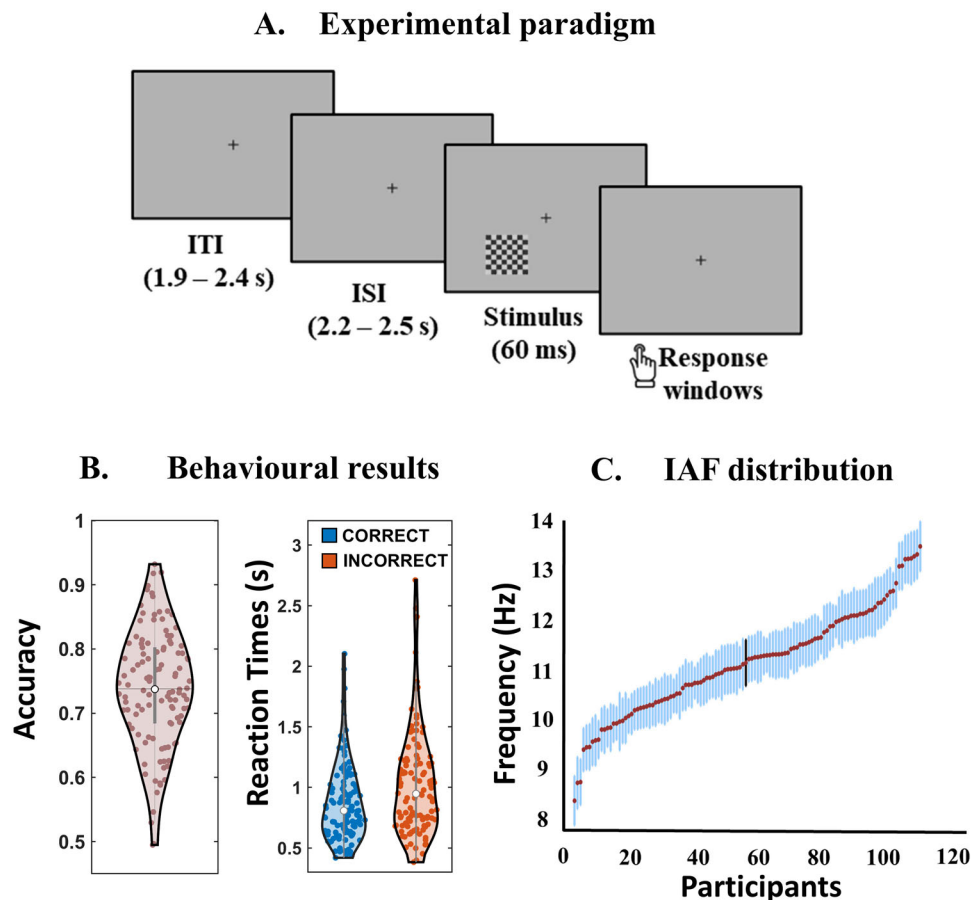 A. Experimental paradigm
ITI
(1.9 – 2.4 s)
ISI
(2.2 – 2.5 s)
Stimulus
(60 ms)
Response
windows
B. Behavioural results
1
0.9
0.8
0.7
0.6
0.5
Accuracy
CORRECT
INCORRECT
3
2.5
2
1.5
1
0.5
Reaction Times (s)
C. IAF distribution
14
13
12
11
10
9
8
Frequency (Hz)
0 20 40 60 80 100 120
Participants